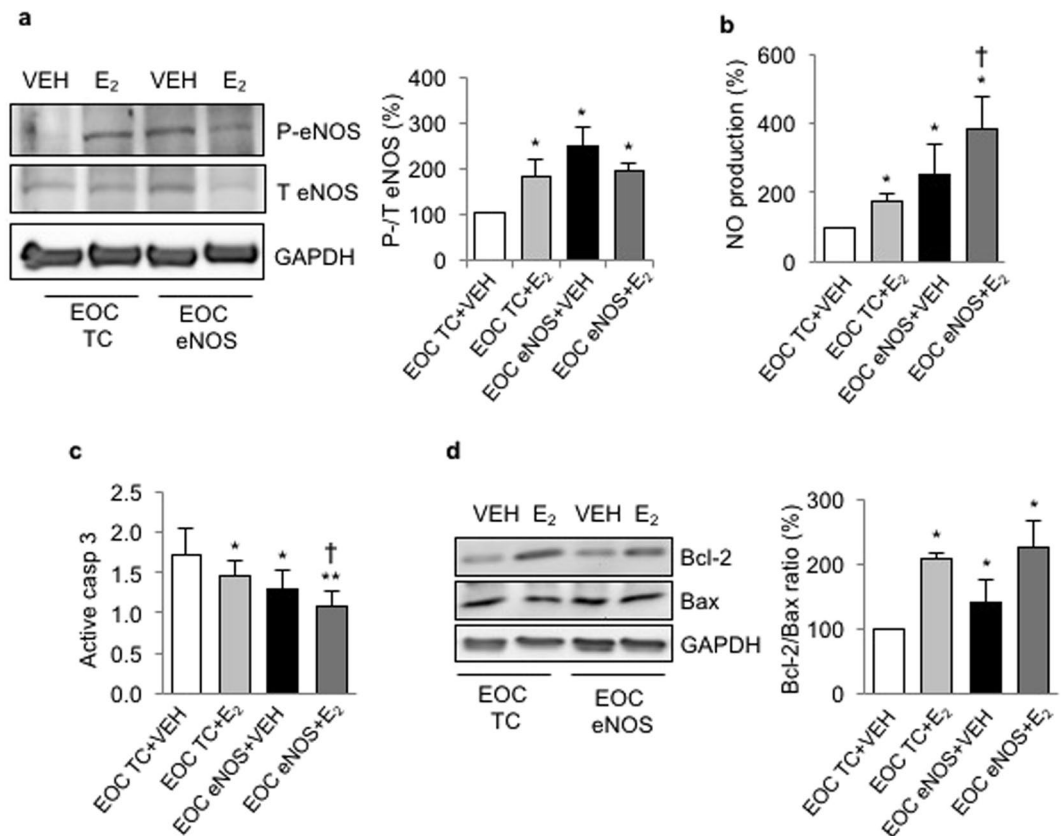 a
VEH E₂ VEH E₂
P-eNOS
T eNOS
GAPDH
EOC TC
EOC eNOS
P-/T eNOS (%)
400
300
200
100
0
* * *
EOC TC+VEH
EOC TC+E₂
EOC eNOS+VEH
EOC eNOS+E₂
b
NO production (%)
600
400
200
0
* * † *
EOC TC+VEH
EOC TC+E₂
EOC eNOS+VEH
EOC eNOS+E₂
c
Active casp 3
2.5
2.0
1.5
1.0
0.5
0.0
* * † **
EOC TC+VEH
EOC TC+E₂
EOC eNOS+VEH
EOC eNOS+E₂
d
VEH E₂ VEH E₂
Bcl-2
Bax
GAPDH
EOC TC
EOC eNOS
Bcl-2/Bax ratio (%)
300
200
100
0
* * *
EOC TC+VEH
EOC TC+E₂
EOC eNOS+VEH
EOC eNOS+E₂